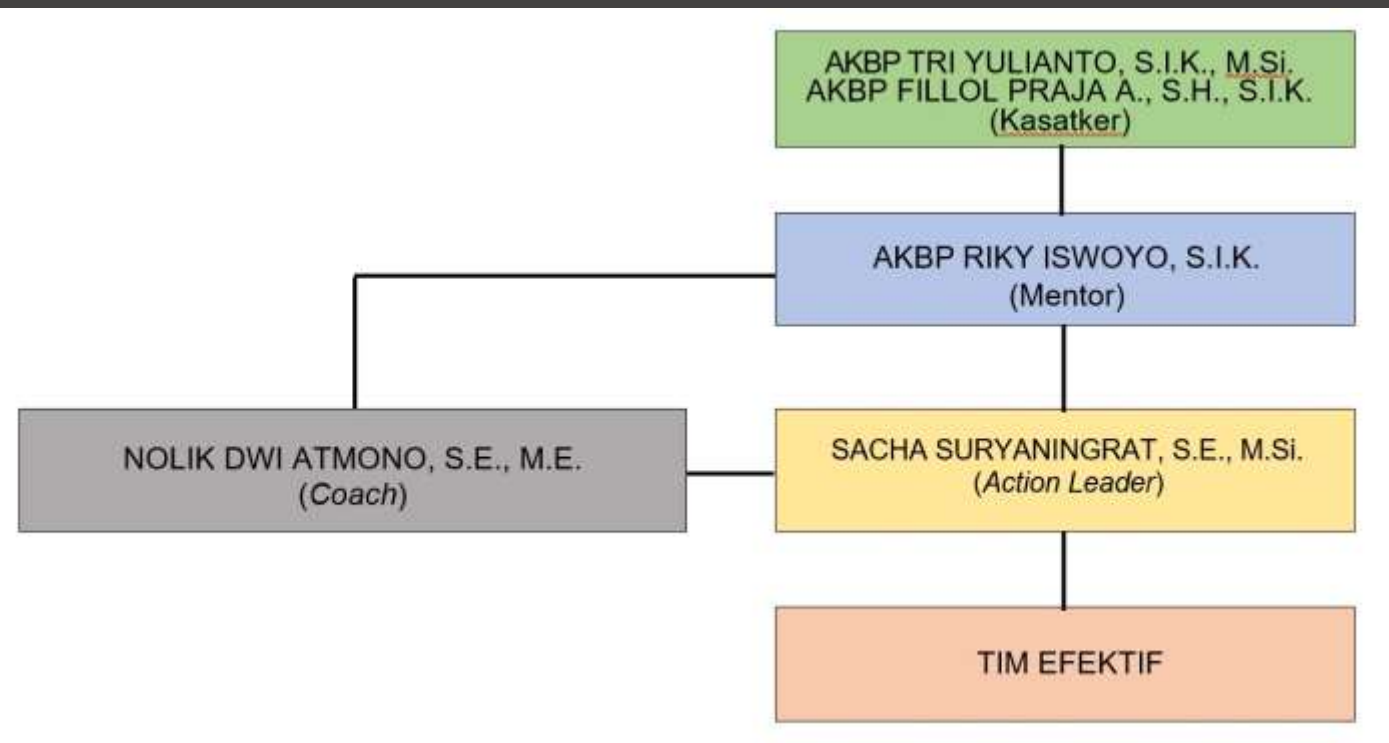 AKBP TRI YULIANTO, S.I.K., M.Si.
AKBP FILLOL PRAJA A., S.H., S.I.K.
(Kasatker)
AKBP RIKY ISWOYO, S.I.K.
(Mentor)
NOLIK DWI ATMONO, S.E., M.E.
(Coach)
SACHA SURYANINGRAT, S.E., M.Si.
(Action Leader)
TIM EFEKTIF